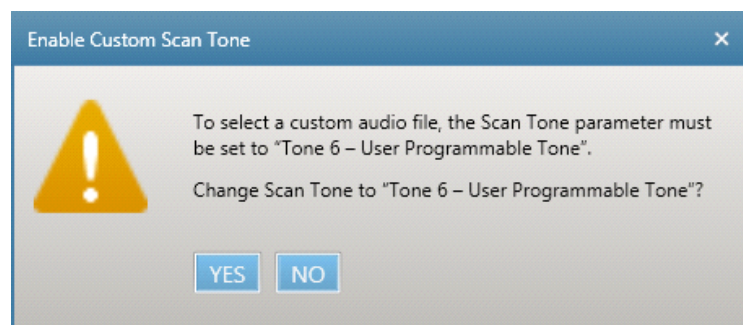 Enable Custom Scan Tone
To select a custom audio file, the Scan Tone parameter must
be set to “Tone 6 – User Programmable Tone”.
Change Scan Tone to “Tone 6 – User Programmable Tone”?
YES NO